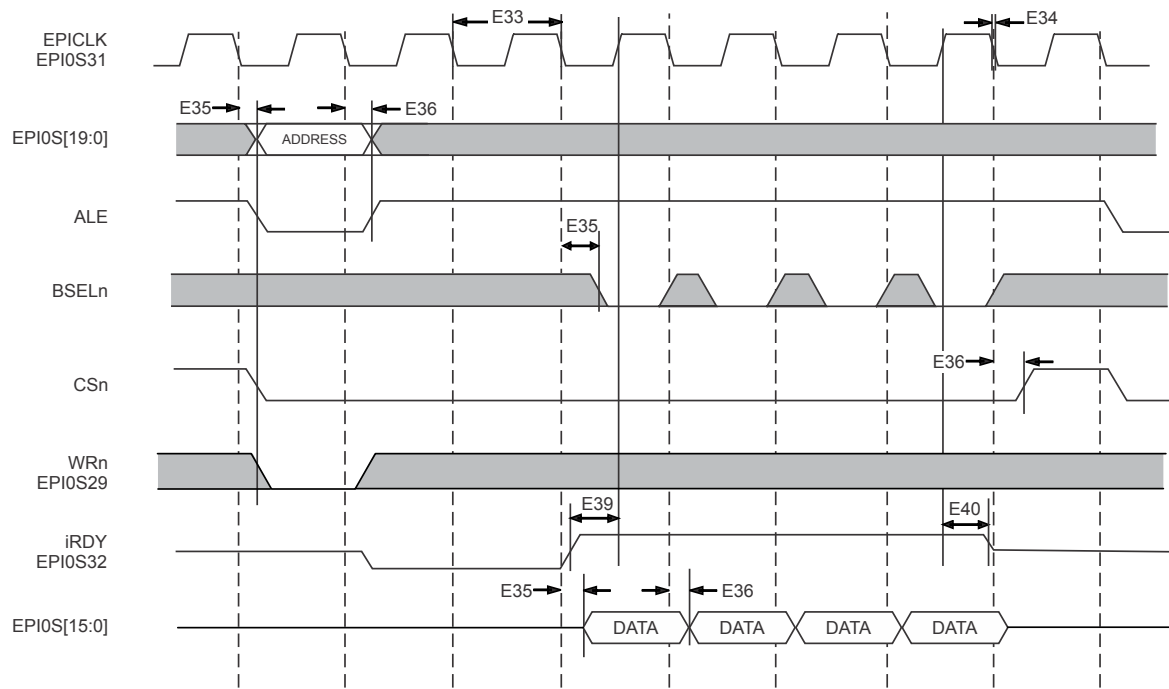 E33
E34
EPICLK
EPI0S31
E35
E36
EPI0S[19:0]
ADDRESS
ALE
E35
BSELn
E36
CSn
WRn
EPI0S29
E39
E40
iRDY
EPI0S32
E35
E36
EPI0S[15:0]
DATA
DATA
DATA
DATA